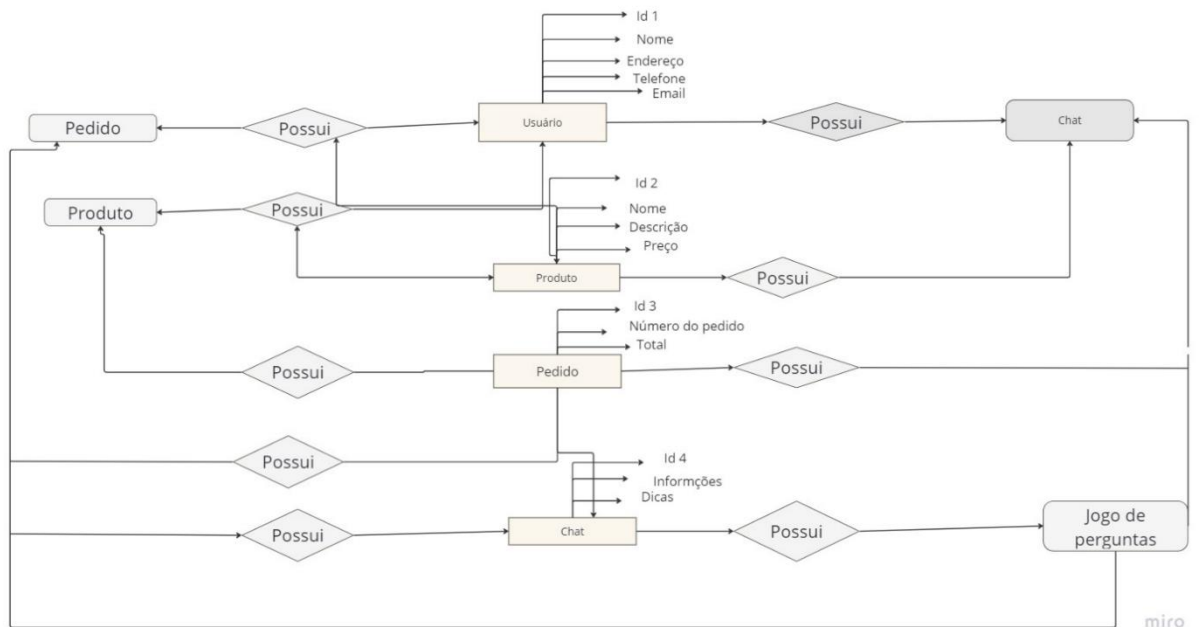 Id 1
Nome
Endereço
Telefone
Email
Pedido
Possui
Usuário
Possui
Chat
Produto
Possui
Id 2
Nome
Descrição
Preço
Produto
Possui
Id 3
Número do pedido
Total
Possui
Pedido
Possui
Possui
Id 4
Informções
Dicas
Possui
Chat
Possui
Jogo de
perguntas
miro